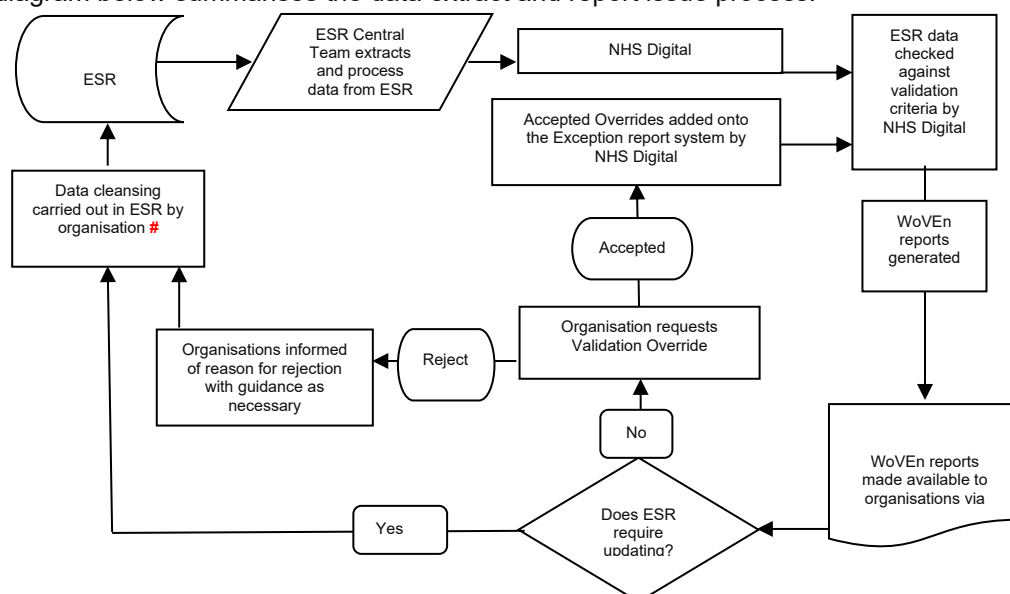 diagram below summarises the data extract and report issue process.
ESR
ESR Central
Team extracts
and process
data from ESR
NHS Digital
ESR data
checked
against
validation
criteria by
NHS Digital
Accepted Overrides added onto
the Exception report system by
NHS Digital
Data cleansing
carried out in ESR by
organisation #
WoVEn
reports
generated
Accepted
Organisation requests
Validation Override
Reject
Organisations informed
of reason for rejection
with guidance as
necessary
No
WoVEn reports
made available to
organisations via
Does ESR
require
updating?
Yes